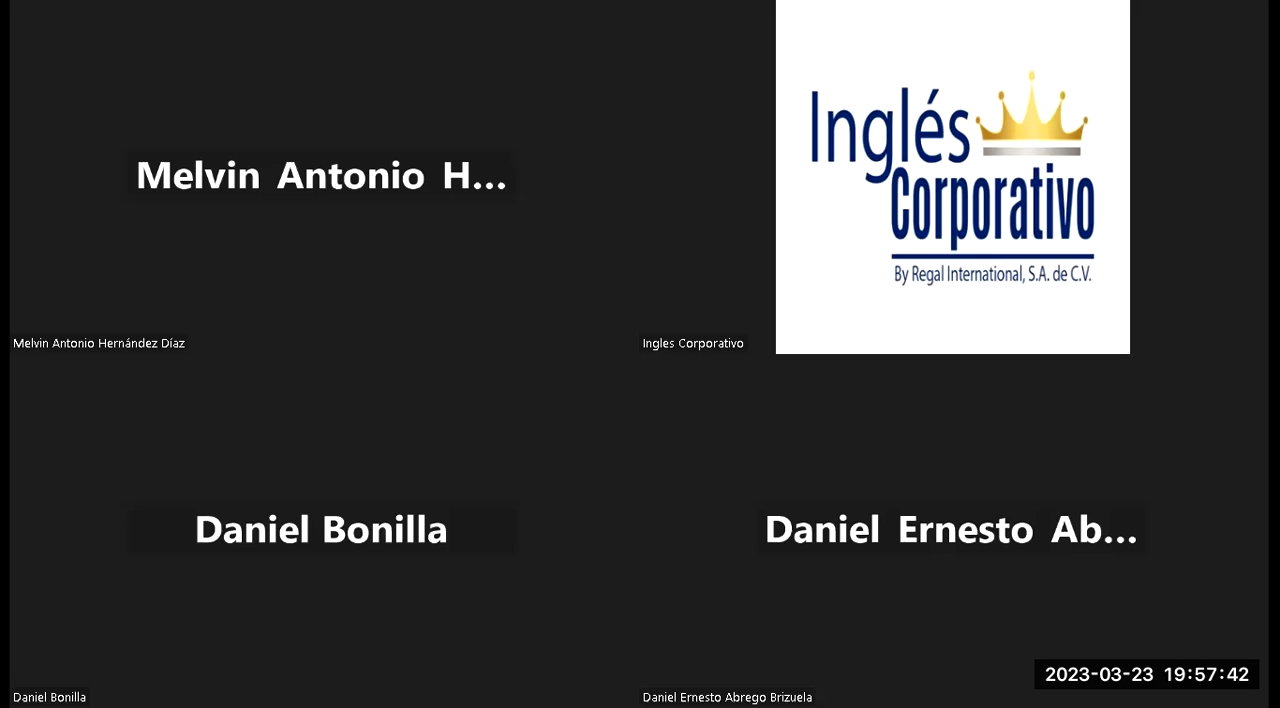 Melvin Antonio H...
Melvin Antonio Hernández Díaz
Inglés
Corporativo
By Regal International, S.A. de C.V.
Ingles Corporativo
Daniel Bonilla
Daniel Bonilla
Daniel Ernesto Ab...
2023-03-23 19:57:42
Daniel Ernesto Abrego Brizuela